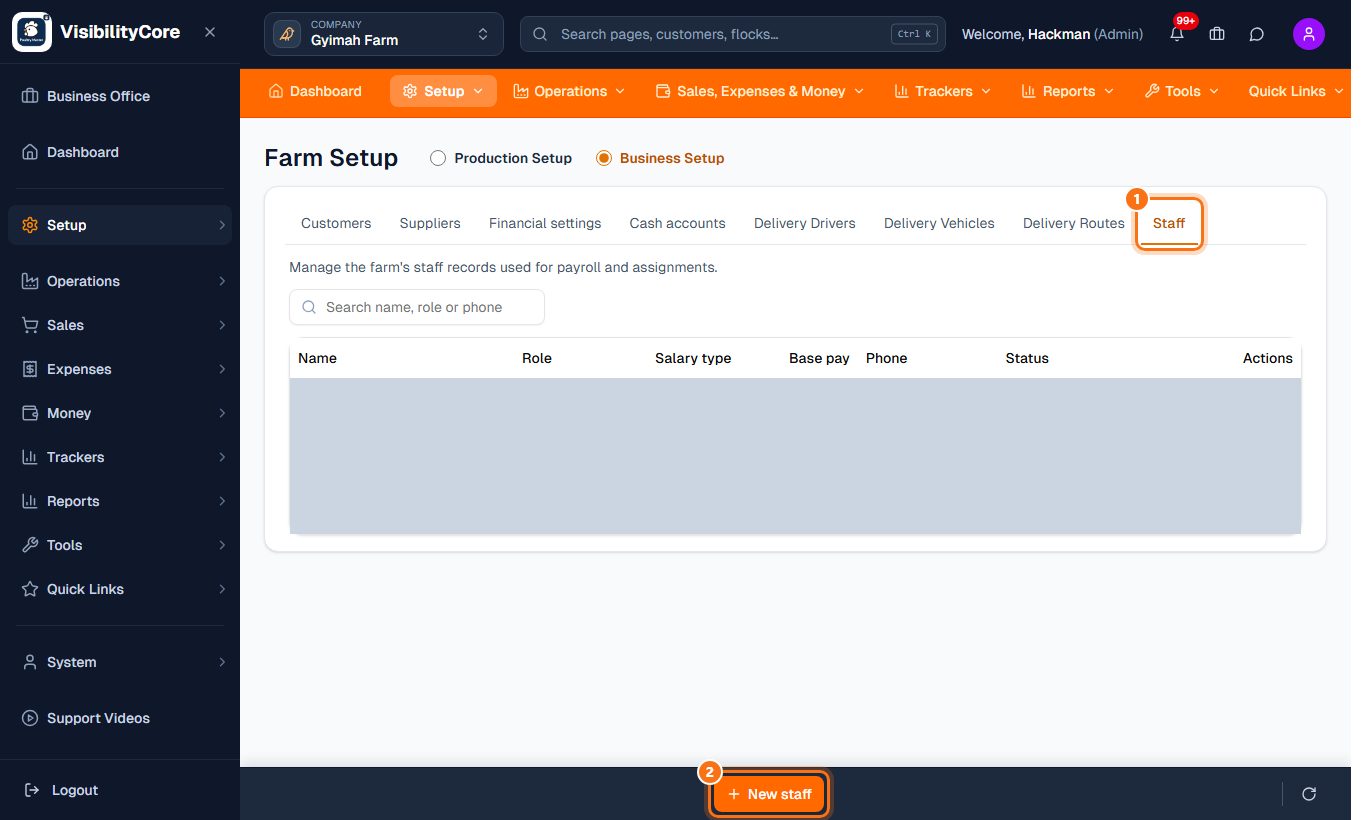 VisibilityCore
COMPANY
Gyimah Farm
Search pages, customers, flocks...
Ctrl K
Welcome, Hackman (Admin)
99+
Business Office
Dashboard
Setup
Operations
Sales
Expenses
Money
Trackers
Reports
Tools
Quick Links
System
Support Videos
Logout
Dashboard
Setup
Operations
Sales, Expenses & Money
Trackers
Reports
Tools
Quick Links
Farm Setup
Production Setup
Business Setup
Customers
Suppliers
Financial settings
Cash accounts
Delivery Drivers
Delivery Vehicles
Delivery Routes
1
Staff
Manage the farm's staff records used for payroll and assignments.
Search name, role or phone
Name
Role
Salary type
Base pay
Phone
Status
Actions
2
+ New staff